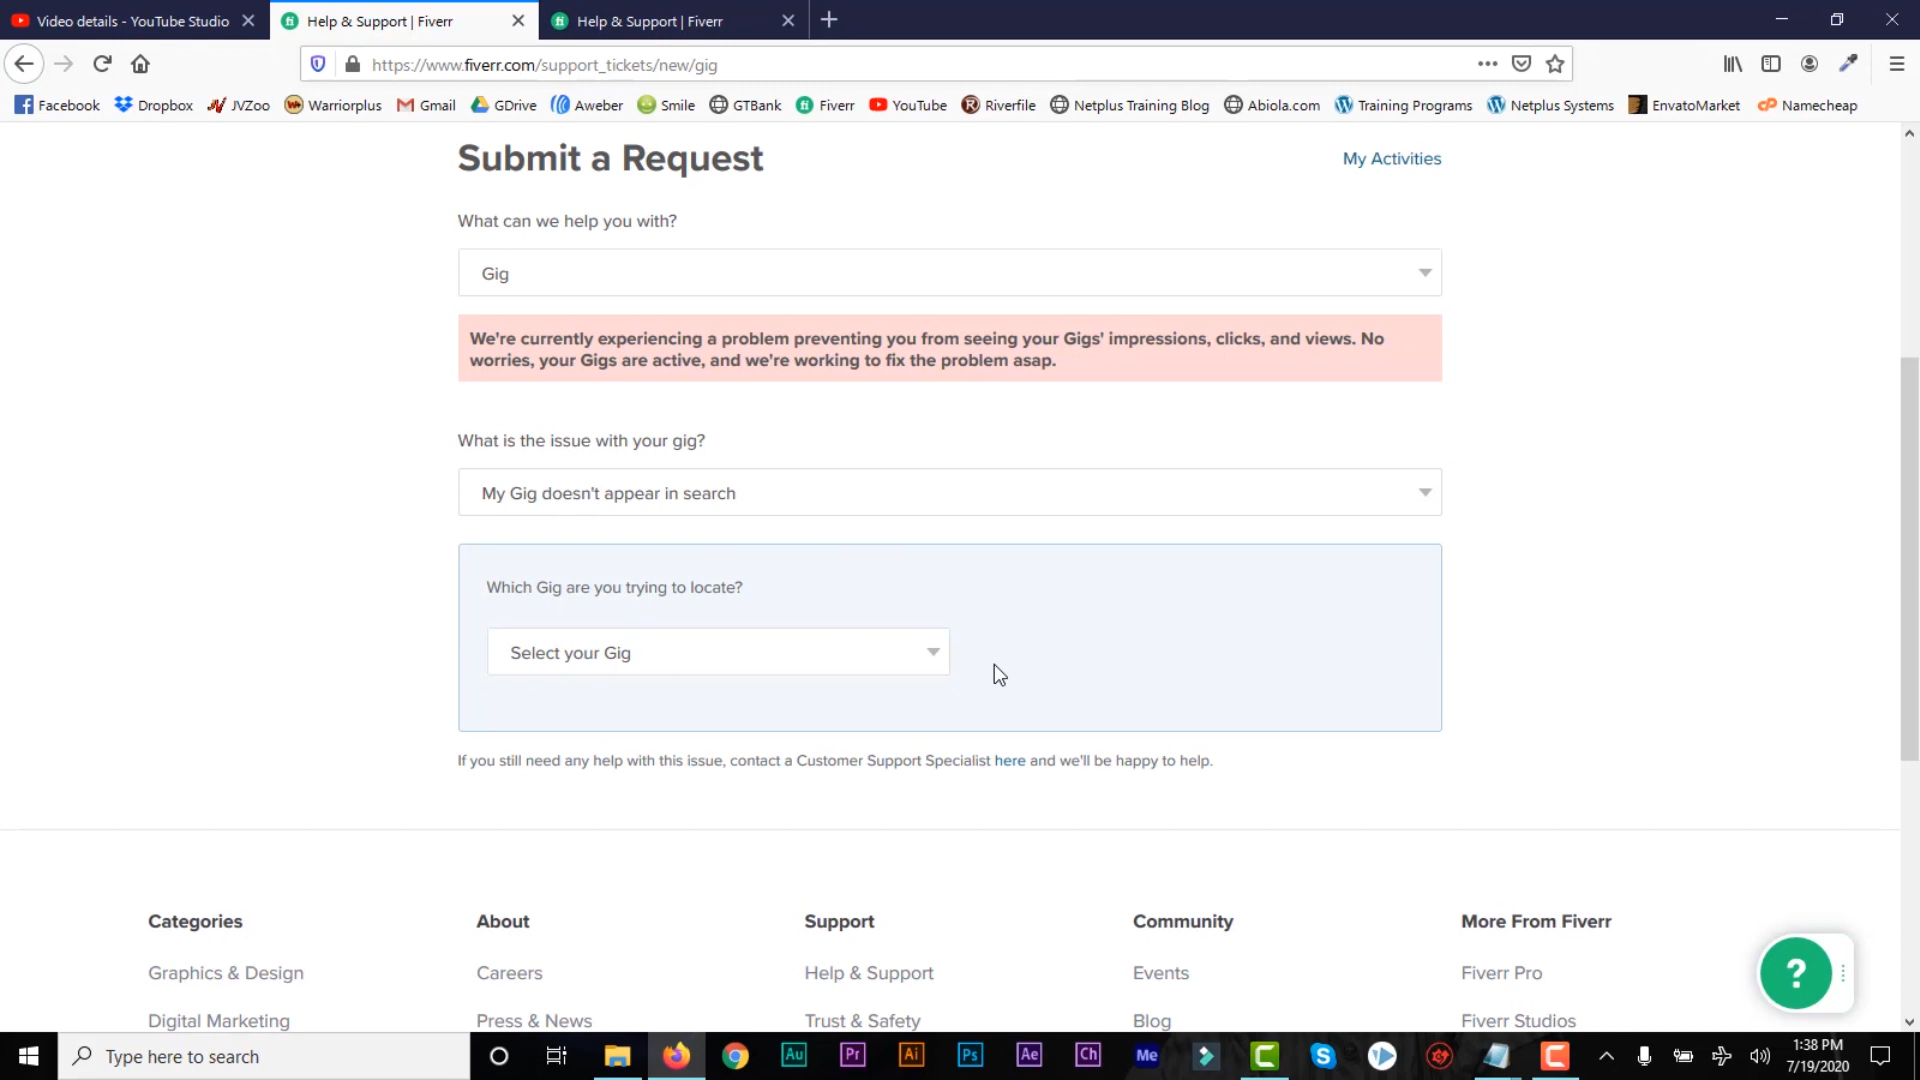 Video details - YouTube Studio
Help & Support | Fiverr
Help & Support | Fiverr
https://www.fiverr.com/support_tickets/new/gig
Facebook Dropbox JVZoo Warriorplus Gmail GDrive Aweber Smile GTBank Fiverr YouTube Riverfile Netplus Training Blog Abiola.com Training Programs Netplus Systems EnvatoMarket Namecheap
Submit a Request
My Activities
What can we help you with?
Gig
We're currently experiencing a problem preventing you from seeing your Gigs' impressions, clicks, and views. No
worries, your Gigs are active, and we're working to fix the problem asap.
What is the issue with your gig?
My Gig doesn't appear in search
Which Gig are you trying to locate?
Select your Gig
If you still need any help with this issue, contact a Customer Support Specialist here and we'll be happy to help.
Categories About Support Community More From Fiverr
Graphics & Design Careers Help & Support Events Fiverr Pro
Digital Marketing Press & News Trust & Safety Blog Fiverr Studios
?
Type here to search
Au Pr Ai Ps Ae Ch Me
1:38 PM
7/19/2020